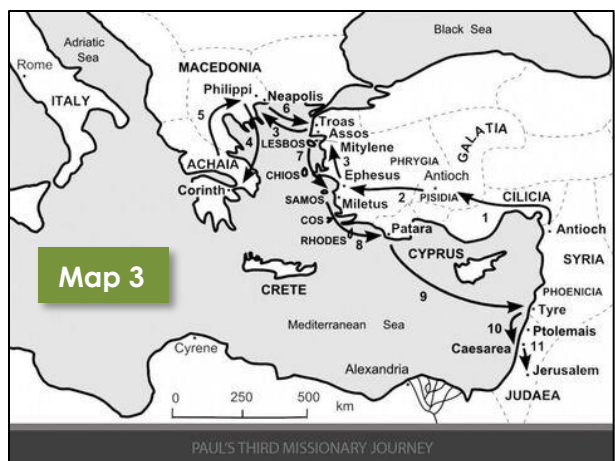 Black Sea
Adriatic
Sea
Rome
ITALY
MACEDONIA
Philippi
Neapolis
5
6
4
3
Troas
Assos
LESBOS
Mitylene
7
3
ACHAIA
CHIOS
Ephesus
Corinth
SAMOS
Miletus
COS
RHODES
8
Patara
GALATIA
PHRYGIA
Antioch
PISIDIA
2
CILICIA
1
Antioch
SYRIA
CYPRUS
CRETE
9
PHOENICIA
Tyre
10
Ptolemais
Caesarea
11
Jerusalem
JUDAEA
Map 3
Mediterranean Sea
Cyrene
Alexandria
0 250 500
km
PAUL'S THIRD MISSIONARY JOURNEY